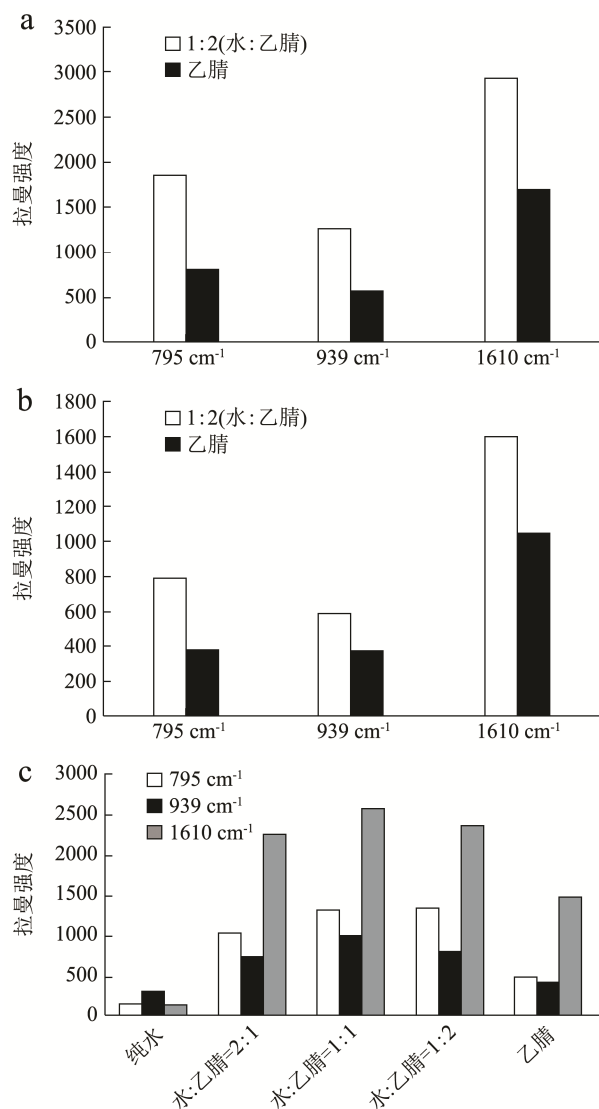 a
3500
3000
2500
2000
1500
1000
500
0
拉曼强度
1:2(水:乙腈)
乙腈
795 cm-1
939 cm-1
1610 cm-1
b
1800
1600
1400
1200
1000
800
600
400
200
0
拉曼强度
1:2(水:乙腈)
乙腈
795 cm-1
939 cm-1
1610 cm-1
c
3000
2500
2000
1500
1000
500
0
拉曼强度
795 cm-1
939 cm-1
1610 cm-1
纯水
水:乙腈=2:1
水:乙腈=1:1
水:乙腈=1:2
乙腈